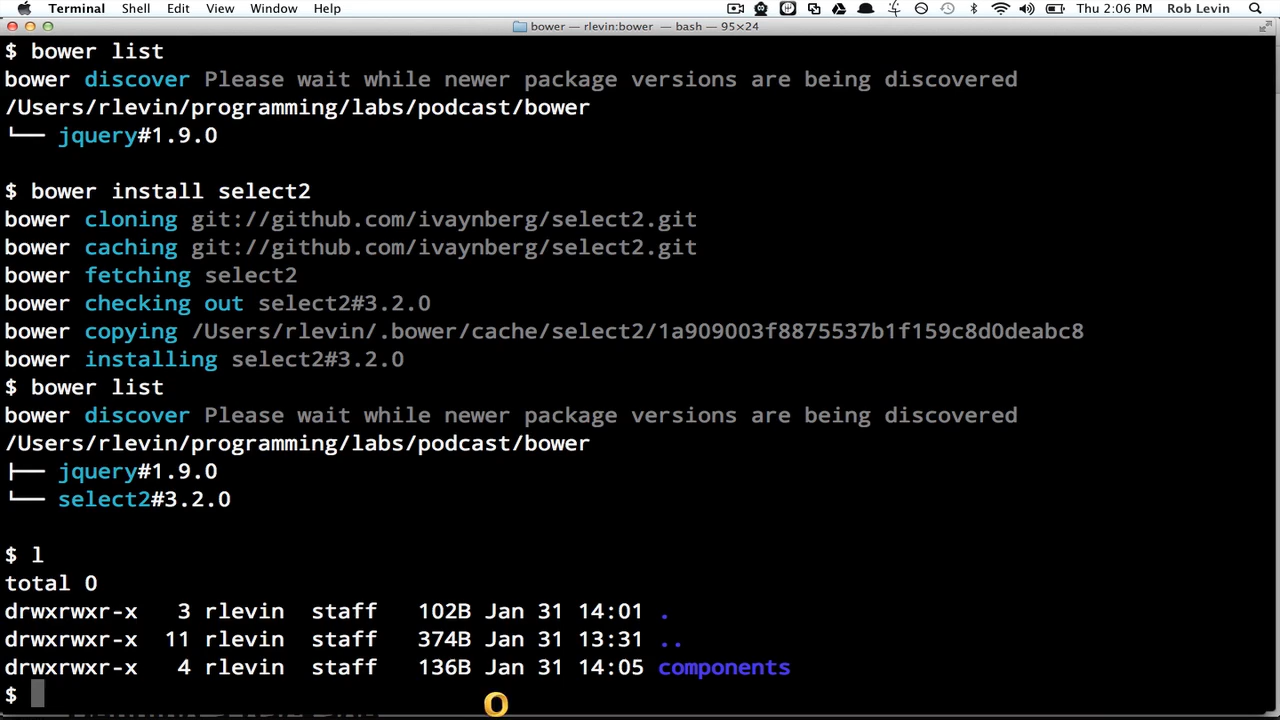 Terminal Shell Edit View Window Help Thu 2:06 PM Rob Levin
bower — rlevin:bower — bash — 95×24
$ bower list
bower discover Please wait while newer package versions are being discovered
/Users/rlevin/programming/labs/podcast/bower
└── jquery#1.9.0
$ bower install select2
bower cloning git://github.com/ivaynberg/select2.git
bower caching git://github.com/ivaynberg/select2.git
bower fetching select2
bower checking out select2#3.2.0
bower copying /Users/rlevin/.bower/cache/select2/1a909003f8875537b1f159c8d0deabc8
bower installing select2#3.2.0
$ bower list
bower discover Please wait while newer package versions are being discovered
/Users/rlevin/programming/labs/podcast/bower
├── jquery#1.9.0
└── select2#3.2.0
$ l
total 0
drwxrwxr-x 3 rlevin staff 102B Jan 31 14:01 .
drwxrwxr-x 11 rlevin staff 374B Jan 31 13:31 ..
drwxrwxr-x 4 rlevin staff 136B Jan 31 14:05 components
$